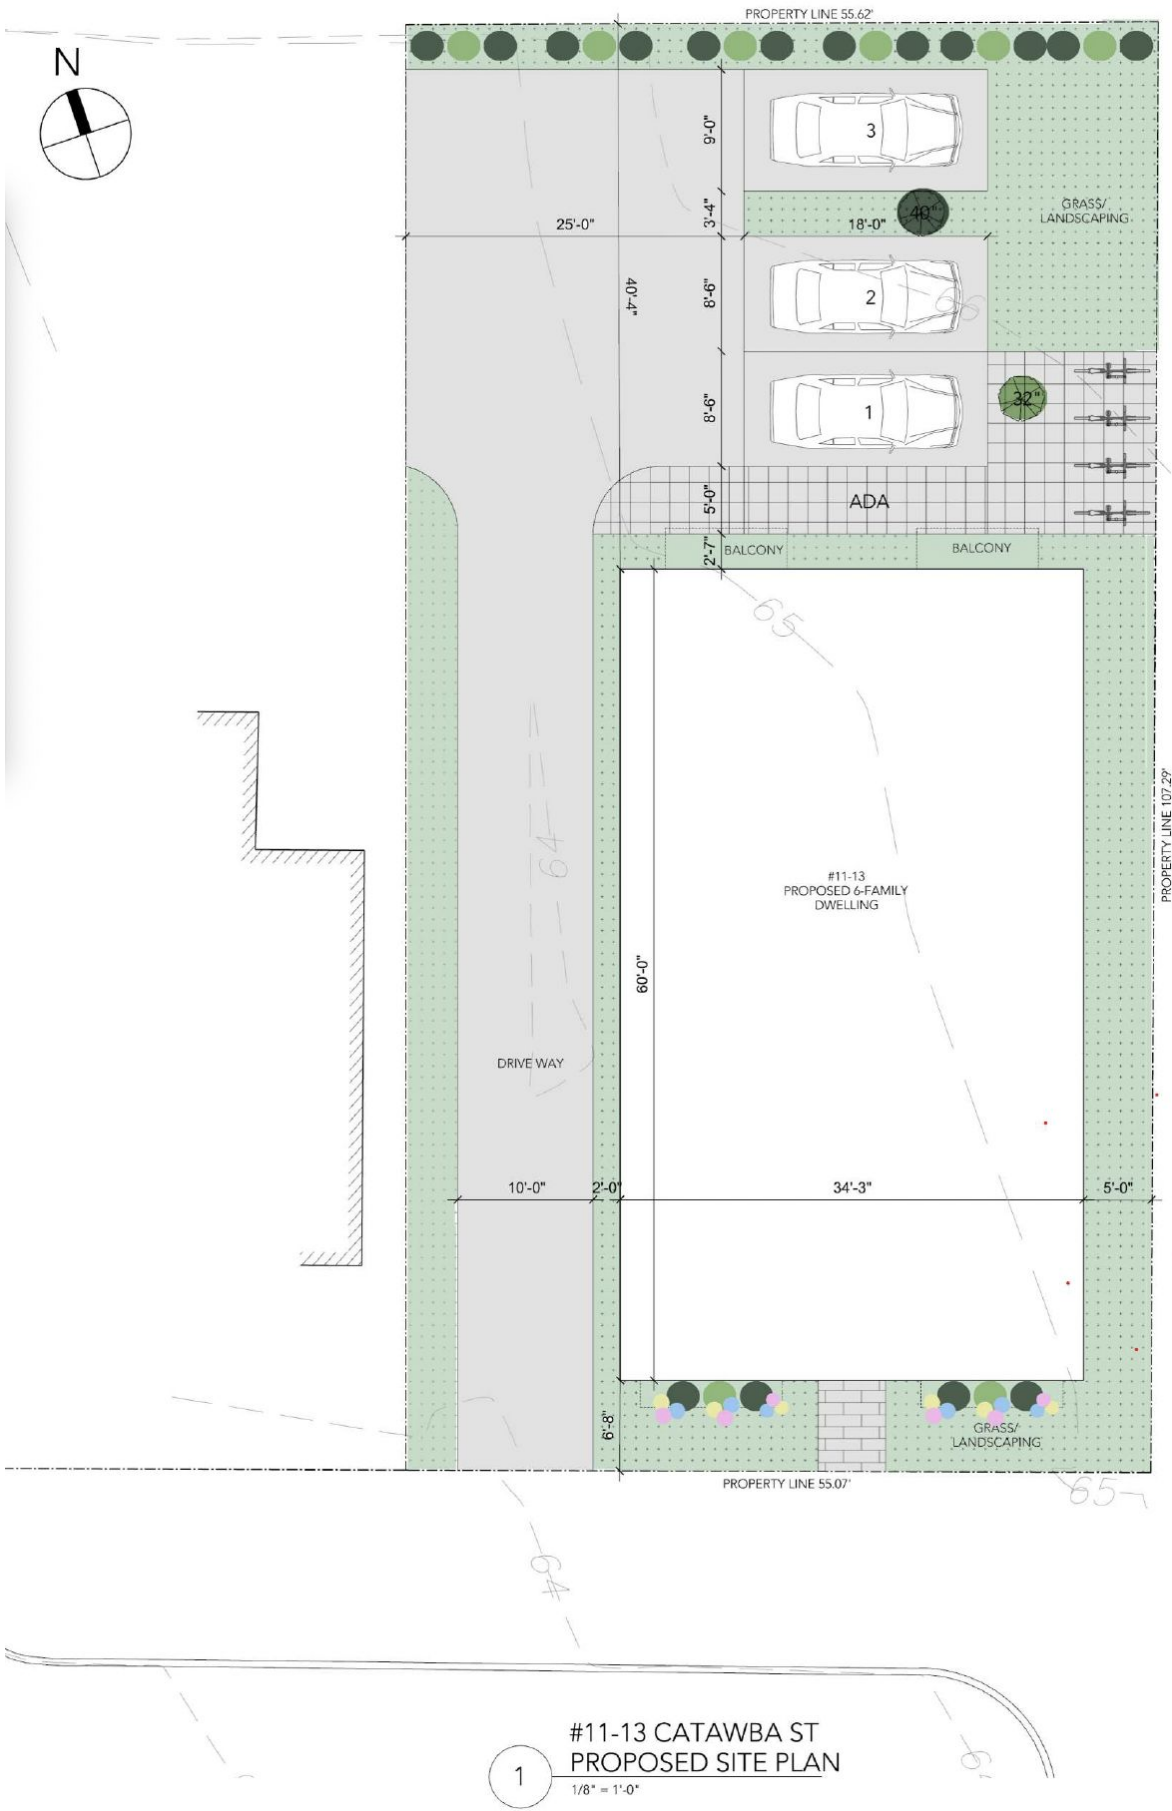 PROPERTY LINE 55.62'
N
9'-0"
3
3'-4"
40"
GRASS/
LANDSCAPING
25'-0"
18'-0"
40'-4"
8'-6"
2
66
8'-6"
1
32"
5'-0"
ADA
2'-7"
BALCONY
BALCONY
65
PROPERTY LINE 107.29'
64
#11-13
PROPOSED 6-FAMILY
DWELLING
60'-0"
DRIVE WAY
10'-0"
2'-0"
34'-3"
5'-0"
6'-8"
GRASS/
LANDSCAPING
PROPERTY LINE 55.07'
65
64
#11-13 CATAWBA ST
PROPOSED SITE PLAN
1
1/8" = 1'-0"